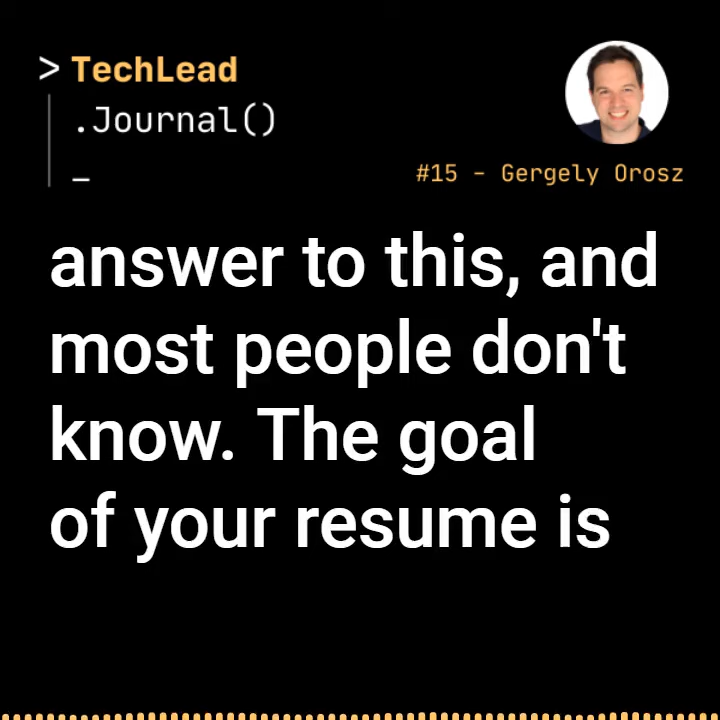 > TechLead
.Journal()
_
#15 - Gergely Orosz
answer to this, and
most people don't
know. The goal
of your resume is